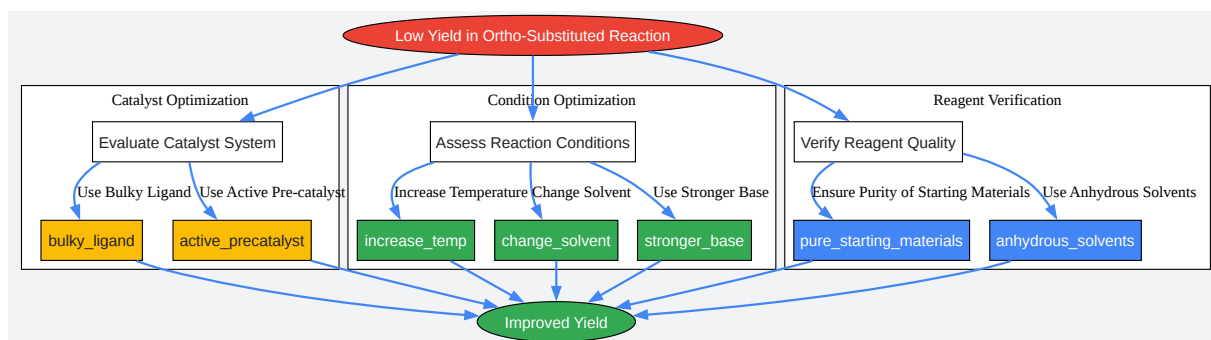 Low Yield in Ortho-Substituted Reaction
Catalyst Optimization
Condition Optimization
Reagent Verification
Evaluate Catalyst System
Assess Reaction Conditions
Verify Reagent Quality
Use Bulky Ligand
Use Active Pre-catalyst
Increase Temperature
Change Solvent
Use Stronger Base
Ensure Purity of Starting Materials
Use Anhydrous Solvents
bulky_ligand
active_precatalyst
increase_temp
change_solvent
stronger_base
pure_starting_materials
anhydrous_solvents
Improved Yield